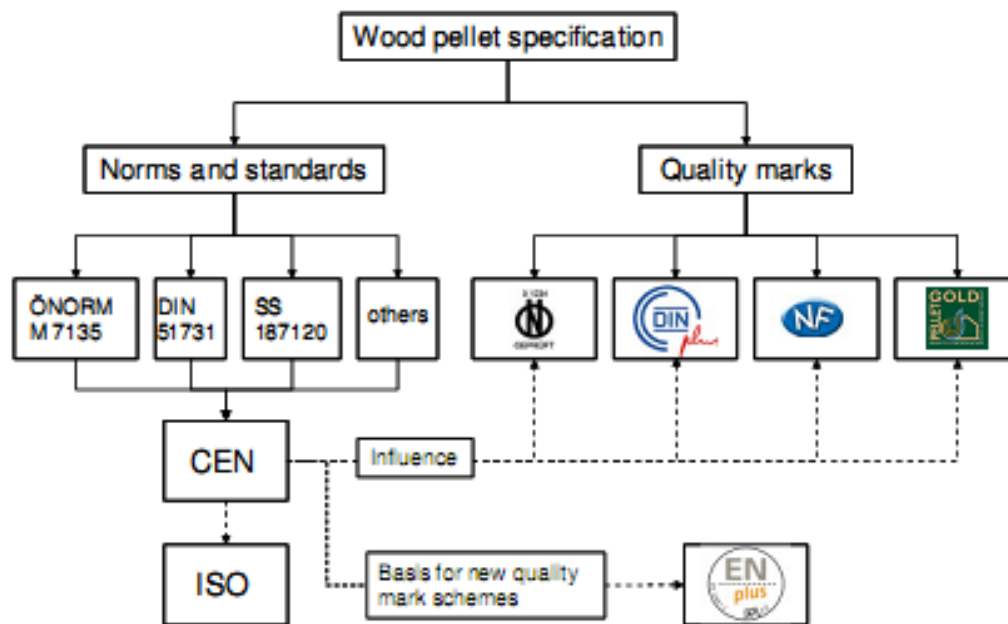 Wood pellet specification
Norms and standards
Quality marks
ÖNORM
M 7135
DIN
51731
SS
187120
others
N
GEPRÜFT
DIN
plus
NF
PELLET
GOLD
CEN
Influence
ISO
Basis for new quality
mark schemes
EN
plus